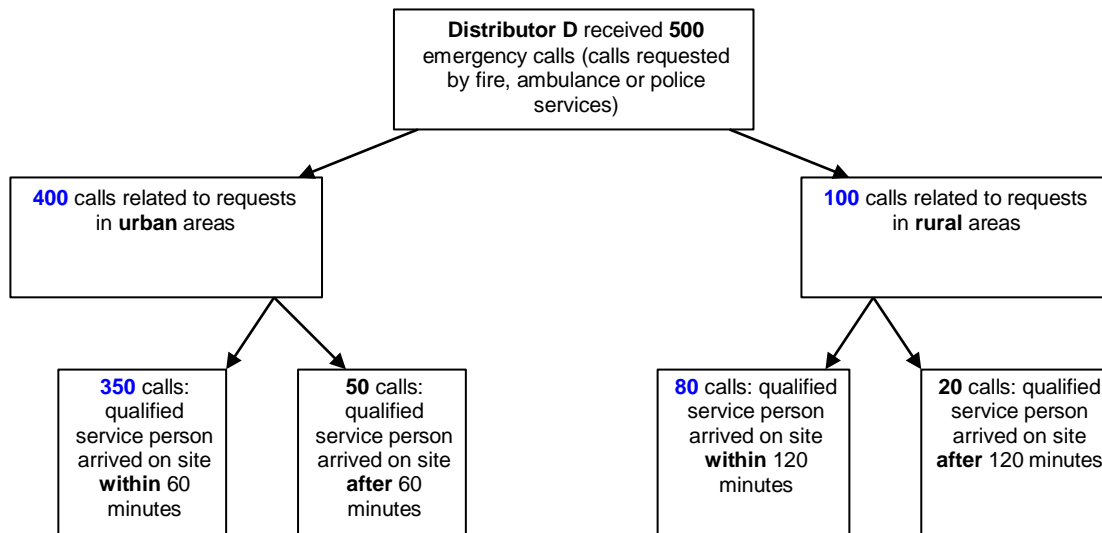 Distributor D received 500
emergency calls (calls requested
by fire, ambulance or police
services)
400 calls related to requests
in urban areas
100 calls related to requests
in rural areas
350 calls:
qualified
service person
arrived on site
within 60
minutes
50 calls:
qualified
service person
arrived on site
after 60
minutes
80 calls: qualified
service person
arrived on site
within 120
minutes
20 calls: qualified
service person
arrived on site
after 120 minutes